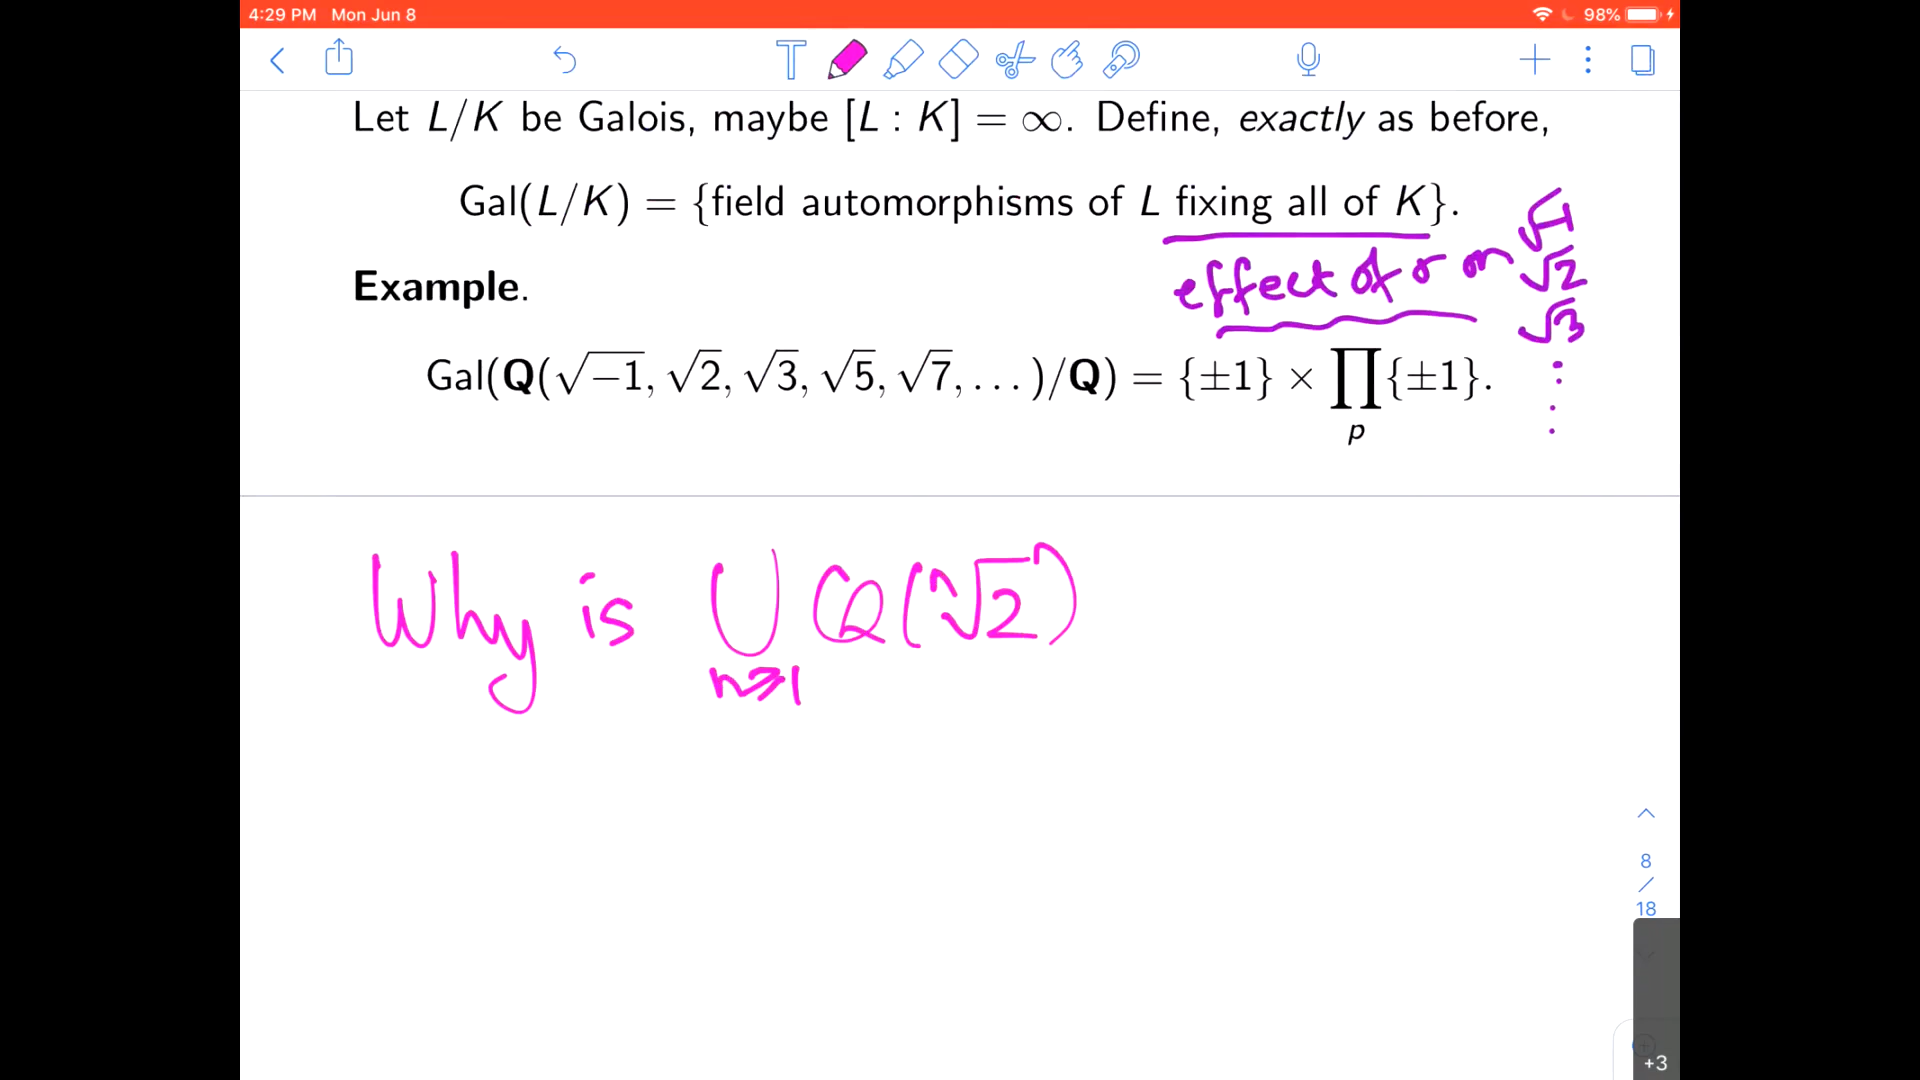 4:29 PM Mon Jun 8 98%
T
Let L/K be Galois, maybe [L : K] = ∞. Define, exactly as before,
Gal(L/K) = {field automorphisms of L fixing all of K}.
effect of σ on √-1
√2
√3
Example.
Gal(Q(√−1, √2, √3, √5, √7, ...)/Q) = {±1} × ∏{±1}.
p
Why is ⋃ Q(ⁿ√2)
n≥1
8
/
18
+3